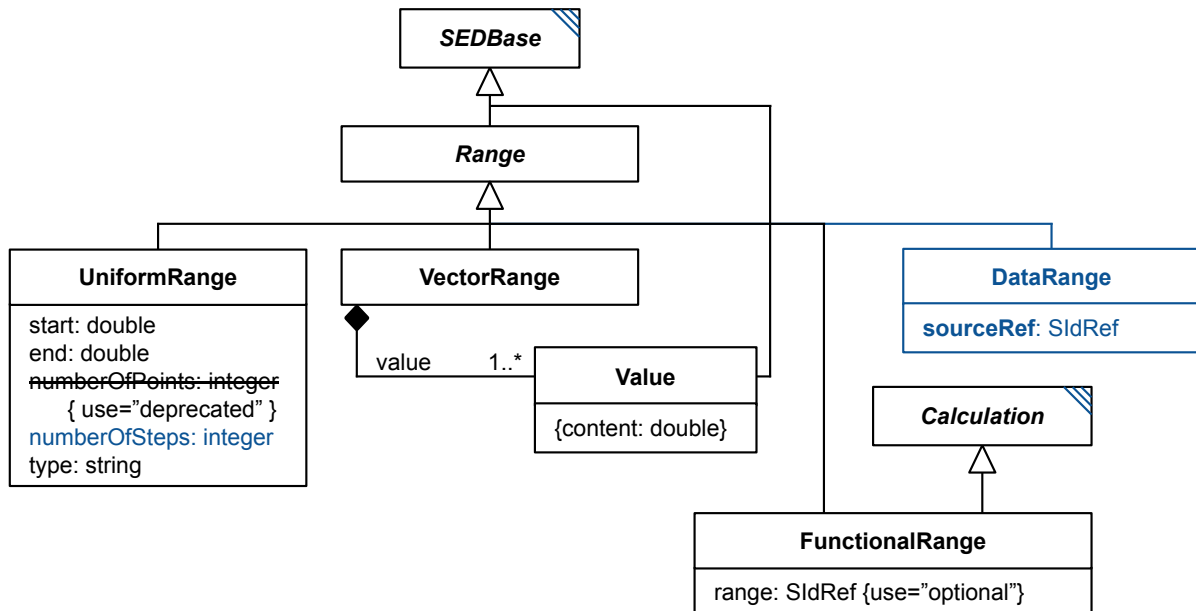 SEDBase
Range
UniformRange
start: double
end: double
numberOfPoints: integer
{ use=”deprecated” }
numberOfSteps: integer
type: string
VectorRange
value 1..*
Value
{content: double}
DataRange
sourceRef: SIdRef
Calculation
FunctionalRange
range: SIdRef {use=”optional”}